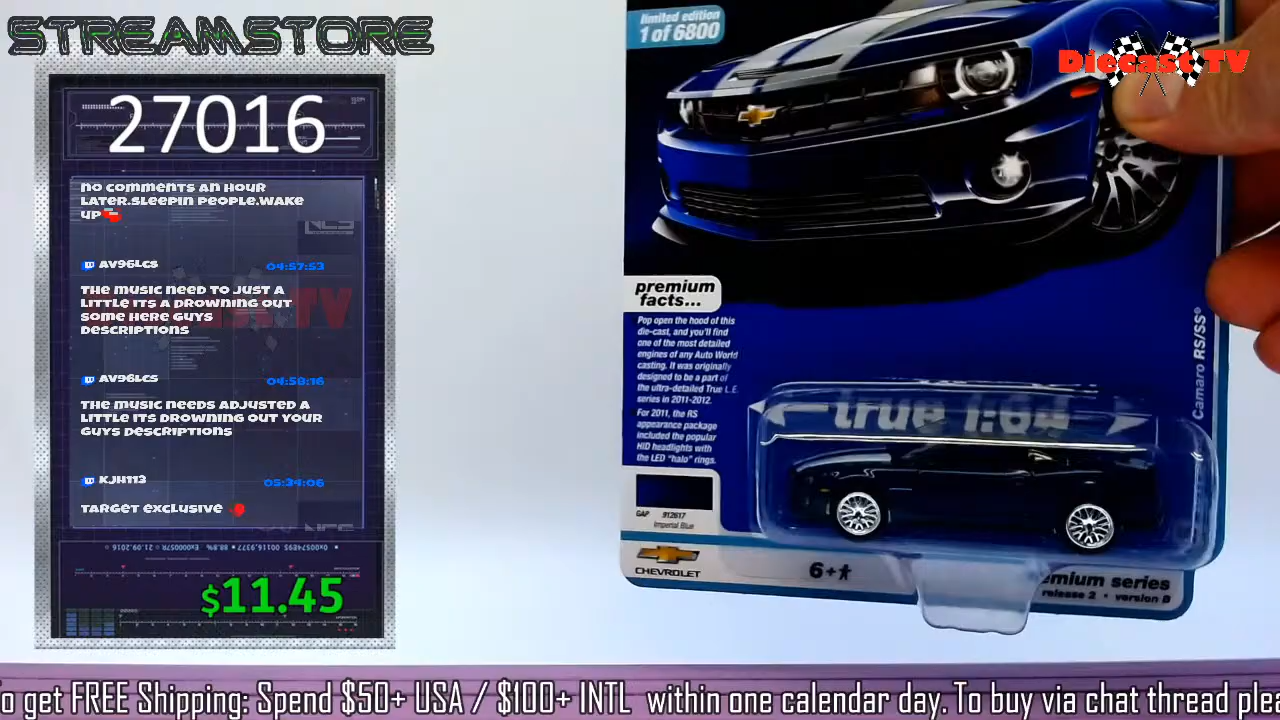 STREAMSTORE
27016
NO COMMENTS AN HOUR
LATER.SLEEPIN PEOPLE.WAKE
UP
AV96LCS 04:57:53
THE MUSIC NEED TO JUST A
LITTLE ITS A DROWNING OUT
SOME HERE GUYS
DESCRIPTIONS
AV96LCS 04:58:16
THE MUSIC NEEDS ADJUSTED A
LITTLE ITS DROWNING OUT YOUR
GUYS DESCRIPTIONS
KJH113 05:34:06
TARGET EXCLUSIVE
$11.45
limited edition
1 of 6800
Diecast TV
premium
facts...
Pop open the hood of this
die-cast, and you'll find
one of the most detailed
engines of any Auto World
casting. It was originally
designed to be a part of
the ultra-detailed True L.E.
series in 2011-2012.
For 2011, the RS
appearance package
included the popular
HID headlights with
the LED "halo" rings.
GAP 912617
Imperial Blue
CHEVROLET
6+
true 1:64
Camaro RS/SS®
emium series
release 2 • version B
o get FREE Shipping: Spend $50+ USA / $100+ INTL within one calendar day. To buy via chat thread plea